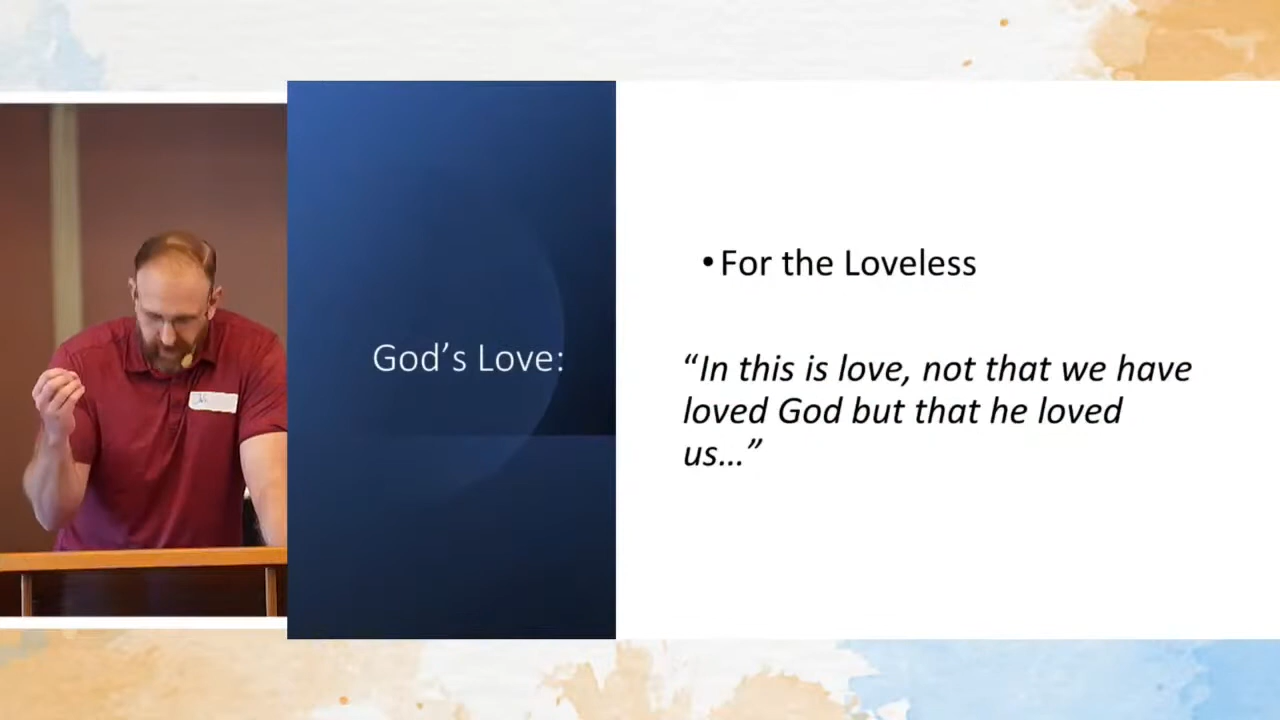 God’s Love:
•For the Loveless
“In this is love, not that we have
loved God but that he loved
us…”